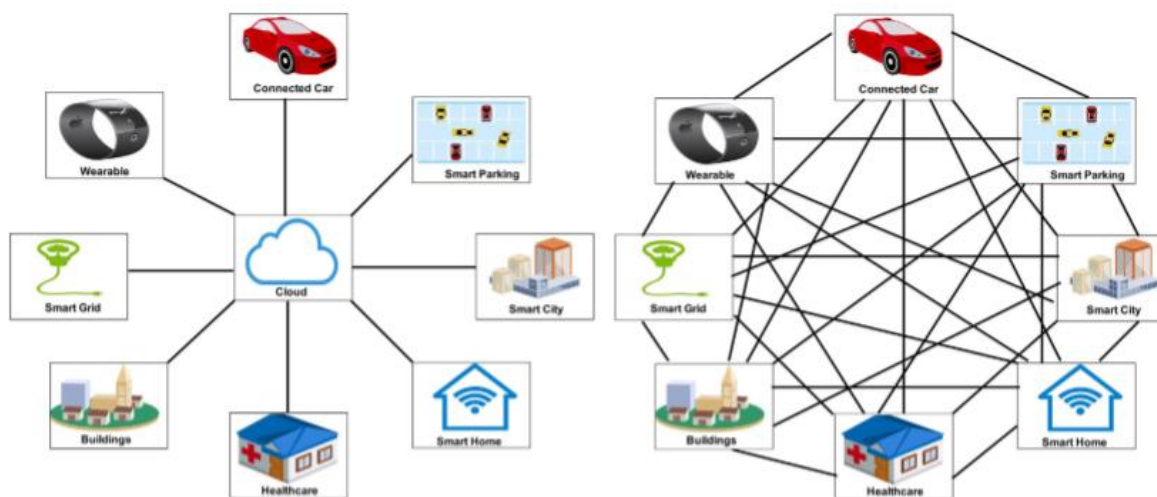 Connected Car
Wearable
Smart Parking
Cloud
Smart Grid
Smart City
Buildings
Smart Home
Healthcare
Connected Car
Wearable
Smart Parking
Smart Grid
Smart City
Buildings
Smart Home
Healthcare